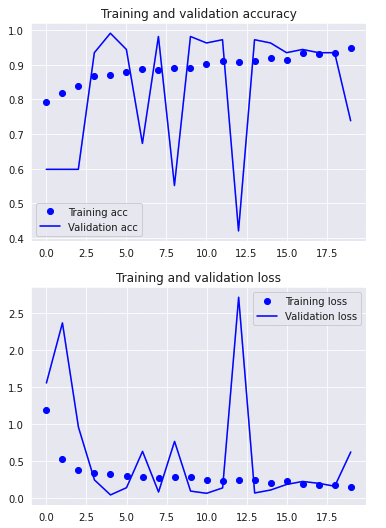 Training and validation accuracy
1.0
0.9
0.8
0.7
0.6
0.5
0.4
Training acc
Validation acc
0.0 2.5 5.0 7.5 10.0 12.5 15.0 17.5
Training and validation loss
Training loss
Validation loss
2.5
2.0
1.5
1.0
0.5
0.0
0.0 2.5 5.0 7.5 10.0 12.5 15.0 17.5